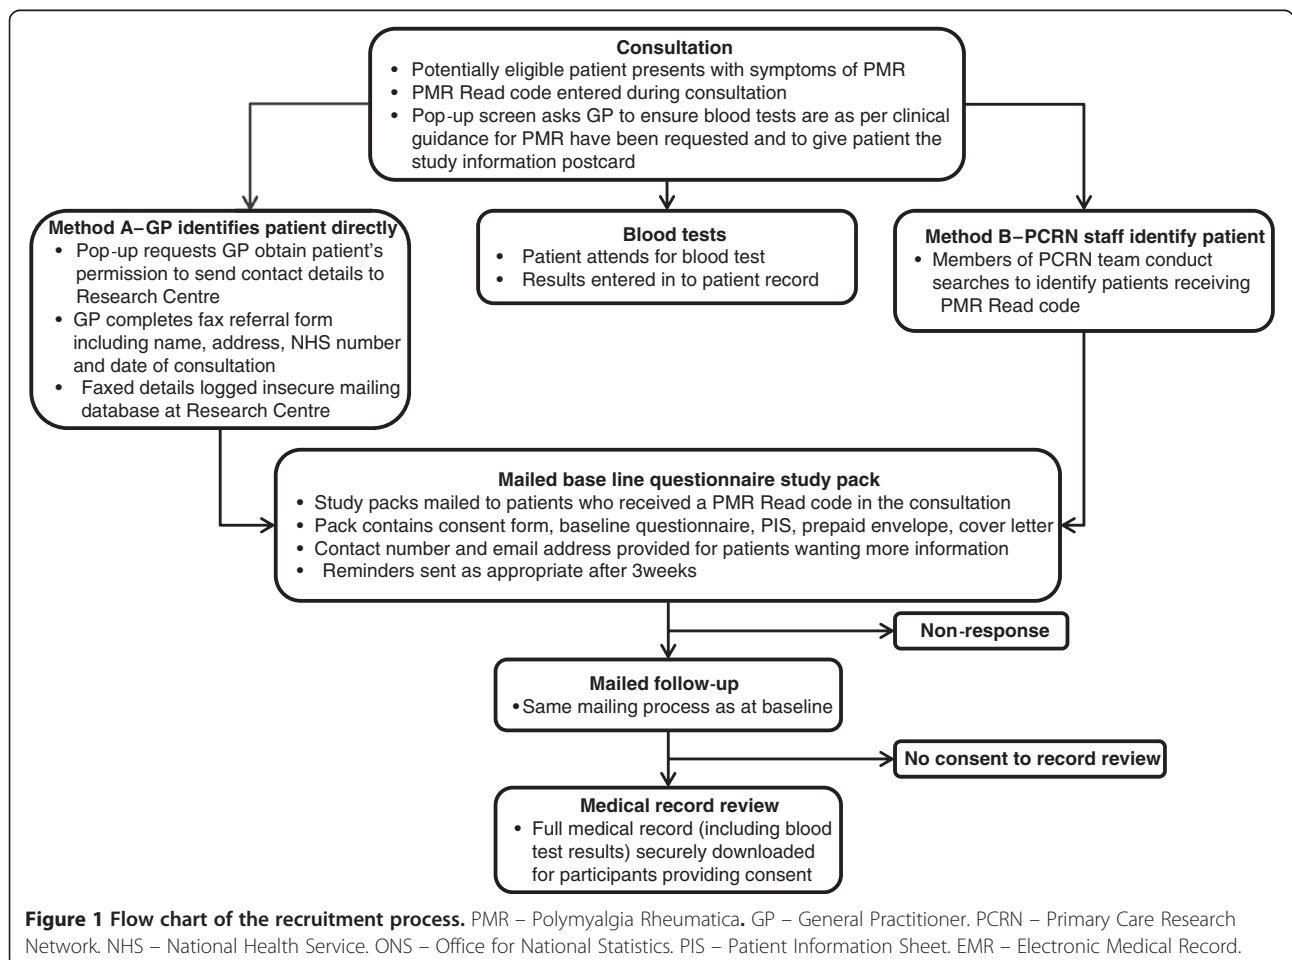 Consultation
• Potentially eligible patient presents with symptoms of PMR
• PMR Read code entered during consultation
• Pop-up screen asks GP to ensure blood tests are as per clinical
guidance for PMR have been requested and to give patient the
study information postcard
Method A–GP identifies patient directly
• Pop-up requests GP obtain patient's
permission to send contact details to
Research Centre
• GP completes fax referral form
including name, address, NHS number
and date of consultation
• Faxed details logged insecure mailing
database at Research Centre
Blood tests
• Patient attends for blood test
• Results entered in to patient record
Method B–PCRN staff identify patient
• Members of PCRN team conduct
searches to identify patients receiving
PMR Read code
Mailed base line questionnaire study pack
• Study packs mailed to patients who received a PMR Read code in the consultation
• Pack contains consent form, baseline questionnaire, PIS, prepaid envelope, cover letter
• Contact number and email address provided for patients wanting more information
• Reminders sent as appropriate after 3weeks
Non-response
Mailed follow-up
•Same mailing process as at baseline
No consent to record review
Medical record review
• Full medical record (including blood
test results) securely downloaded
for participants providing consent
Figure 1 Flow chart of the recruitment process. PMR – Polymyalgia Rheumatica. GP – General Practitioner. PCRN – Primary Care Research
Network. NHS – National Health Service. ONS – Office for National Statistics. PIS – Patient Information Sheet. EMR – Electronic Medical Record.